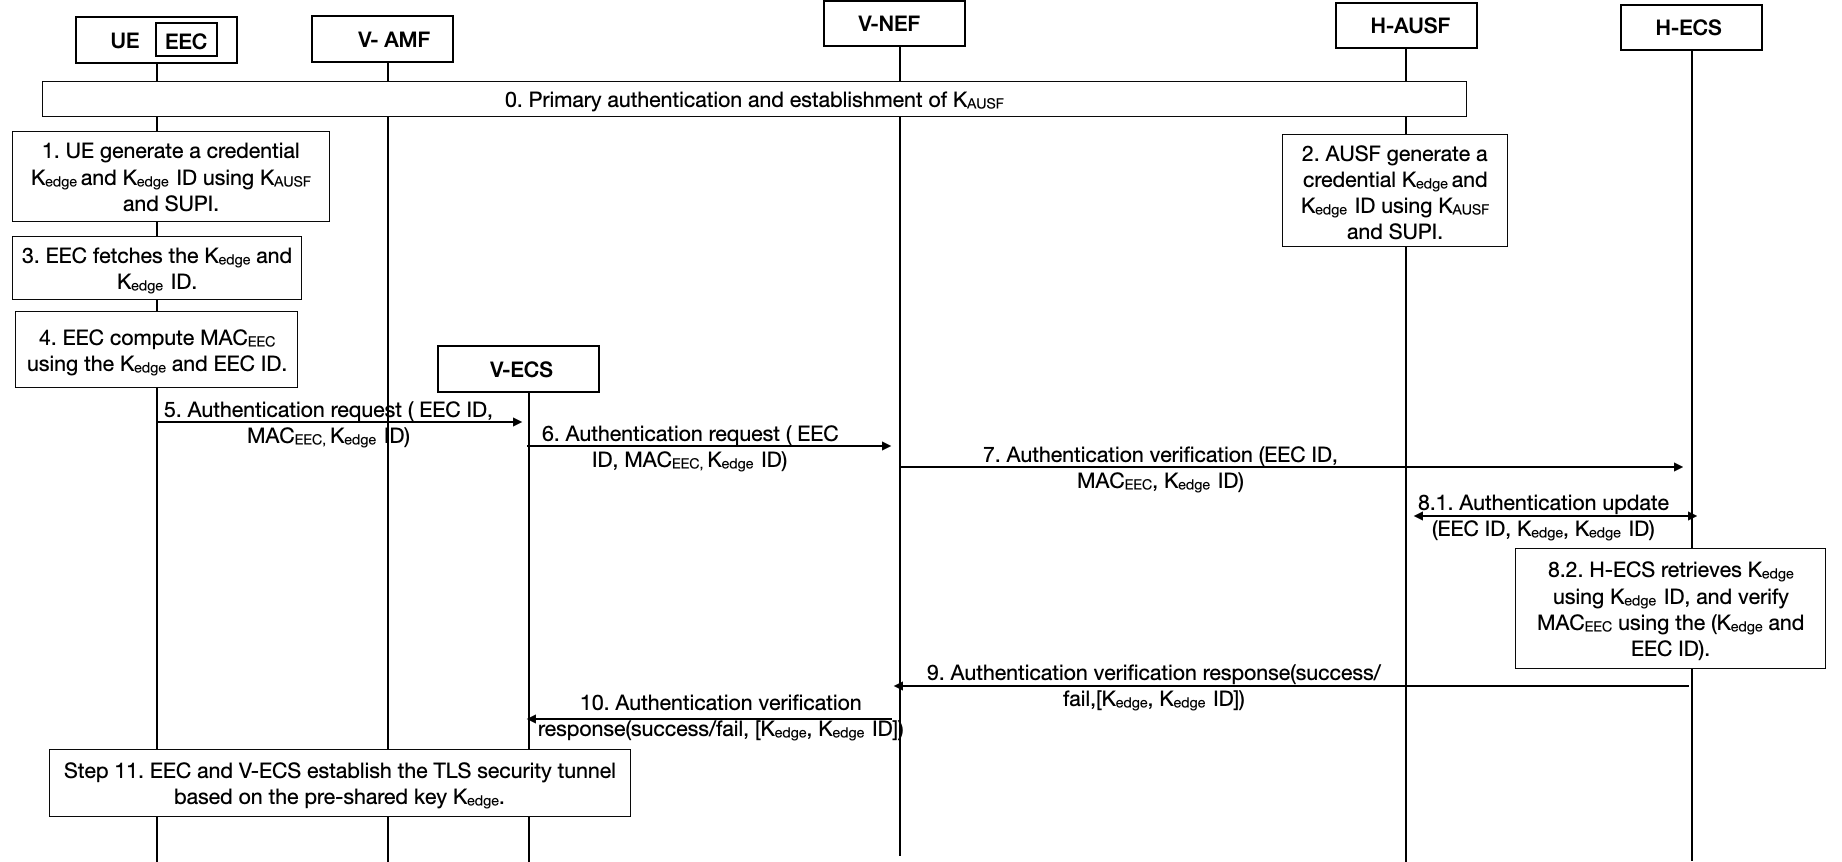 UE EEC
V- AMF
V-NEF
H-AUSF
H-ECS
0. Primary authentication and establishment of KAUSF
1. UE generate a credential
Kedge and Kedge ID using KAUSF
and SUPI.
2. AUSF generate a
credential Kedge and
Kedge ID using KAUSF
and SUPI.
3. EEC fetches the Kedge and
Kedge ID.
4. EEC compute MACEEC
using the Kedge and EEC ID.
V-ECS
5. Authentication request ( EEC ID,
MACEEC, Kedge ID)
6. Authentication request ( EEC
ID, MACEEC, Kedge ID)
7. Authentication verification (EEC ID,
MACEEC, Kedge ID)
8.1. Authentication update
(EEC ID, Kedge, Kedge ID)
8.2. H-ECS retrieves Kedge
using Kedge ID, and verify
MACEEC using the (Kedge and
EEC ID).
9. Authentication verification response(success/
fail,[Kedge, Kedge ID])
10. Authentication verification
response(success/fail, [Kedge, Kedge ID])
Step 11. EEC and V-ECS establish the TLS security tunnel
based on the pre-shared key Kedge.